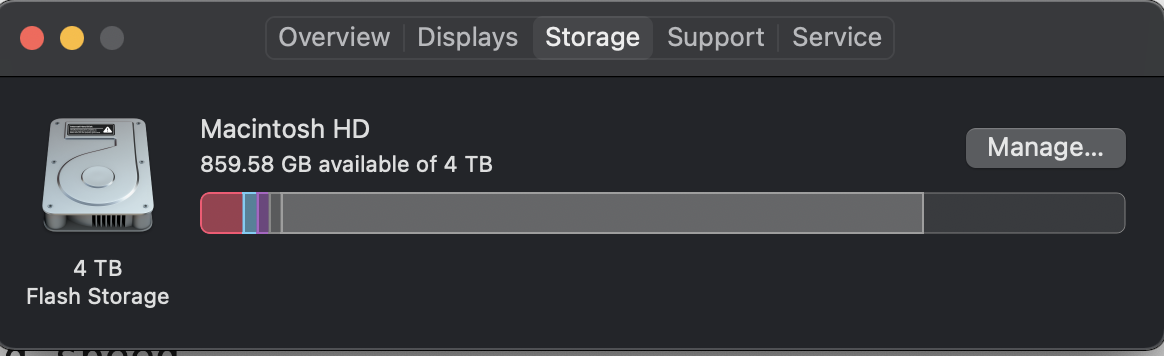 Overview Displays Storage Support Service
Macintosh HD
859.58 GB available of 4 TB
Manage...
4 TB
Flash Storage